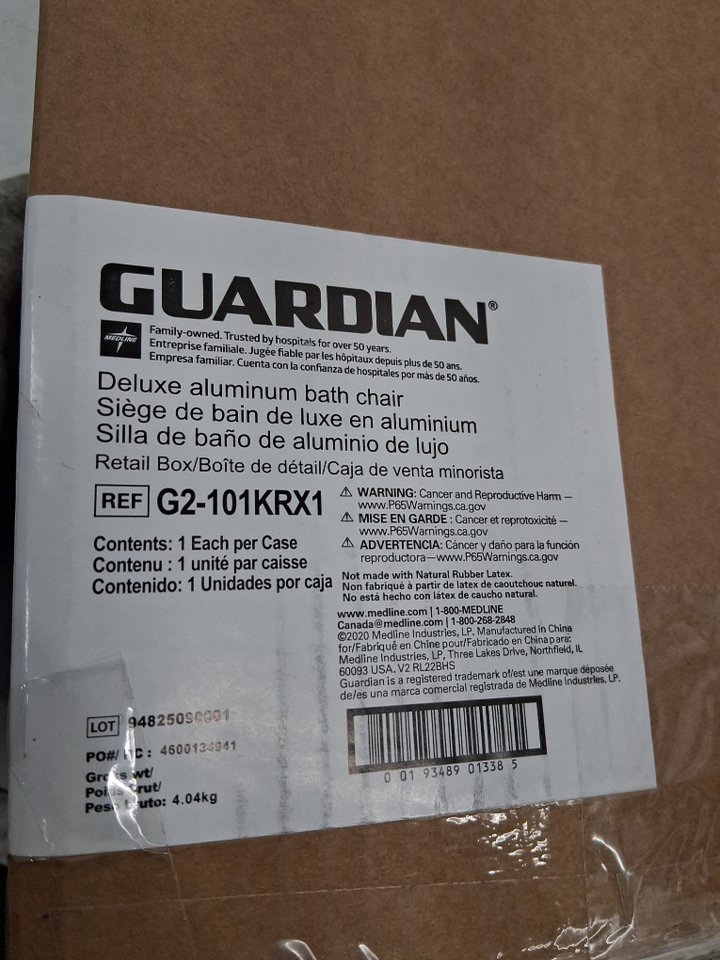 GUARDIAN®
MEDLINE
Family-owned. Trusted by hospitals for over 50 years.
Entreprise familiale. Jugée fiable par les hôpitaux depuis plus de 50 ans.
Empresa familiar. Cuenta con la confianza de hospitales por más de 50 años.
Deluxe aluminum bath chair
Siège de bain de luxe en aluminium
Silla de baño de aluminio de lujo
Retail Box/Boîte de détail/Caja de venta minorista
REF G2-101KRX1
Contents: 1 Each per Case
Contenu : 1 unité par caisse
Contenido: 1 Unidades por caja
⚠ WARNING: Cancer and Reproductive Harm —
www.P65Warnings.ca.gov
⚠ MISE EN GARDE : Cancer et reprotoxicité —
www.P65Warnings.ca.gov
⚠ ADVERTENCIA: Cáncer y daño para la función
reproductora—www.P65Warnings.ca.gov
Not made with Natural Rubber Latex.
Non fabriqué à partir de latex de caoutchouc naturel.
No está hecho con látex de caucho natural.
www.medline.com | 1-800-MEDLINE
Canada@medline.com | 1-800-268-2848
©2020 Medline Industries, LP. Manufactured in China
for/Fabriqué en Chine pour/Fabricado en China para:
Medline Industries, LP, Three Lakes Drive, Northfield, IL
60093 USA. V2 RL22BHS
Guardian is a registered trademark of/est une marque déposée
de/es una marca comercial registrada de Medline Industries, LP.
LOT
PO#/ C : 4600134941
Gross wt/
Poids brut/
Peso bruto: 4.04kg
0 01 93489 01338 5